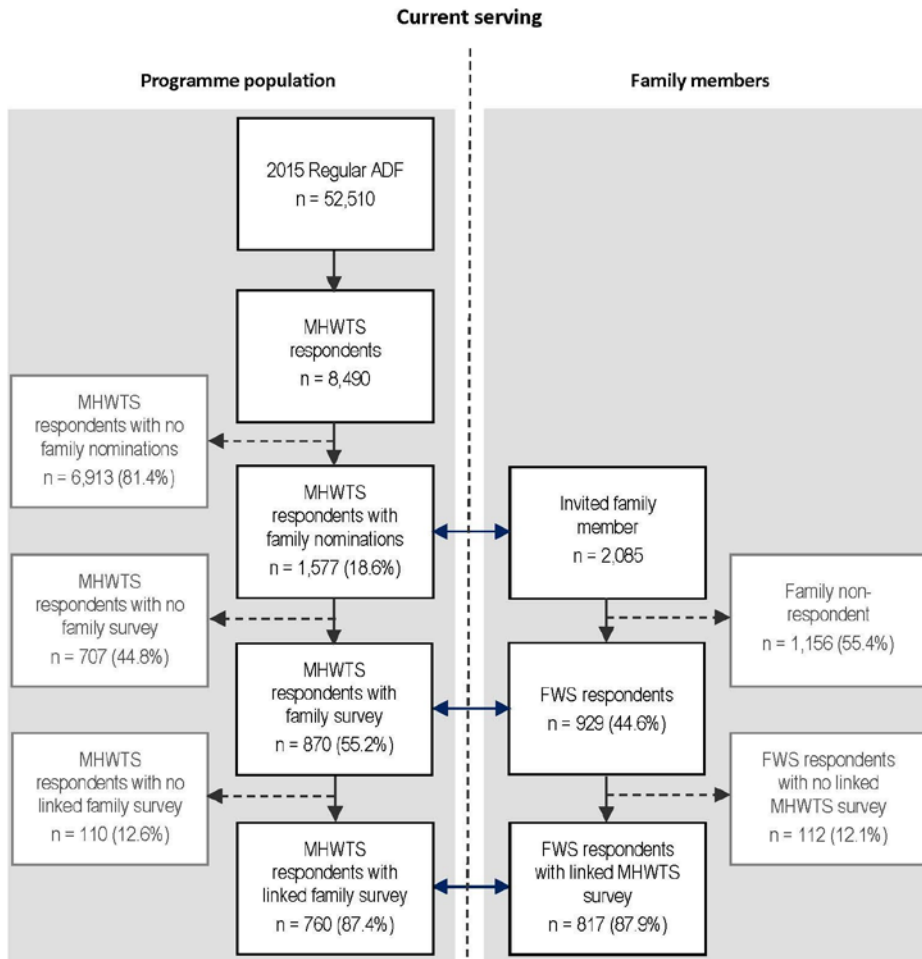 Current serving
Programme population
Family members
2015 Regular ADF
n = 52,510
MHWTS
respondents
n = 8,490
MHWTS
respondents with no
family nominations
n = 6,913 (81.4%)
MHWTS
respondents with
family nominations
n = 1,577 (18.6%)
Invited family
member
n = 2,085
MHWTS
respondents with no
family survey
n = 707 (44.8%)
Family non-
respondent
n = 1,156 (55.4%)
MHWTS
respondents with
family survey
n = 870 (55.2%)
FWS respondents
n = 929 (44.6%)
MHWTS
respondents with no
linked family survey
n = 110 (12.6%)
FWS respondents
with no linked
MHWTS survey
n = 112 (12.1%)
MHWTS
respondents with
linked family survey
n = 760 (87.4%)
FWS respondents
with linked MHWTS
survey
n = 817 (87.9%)